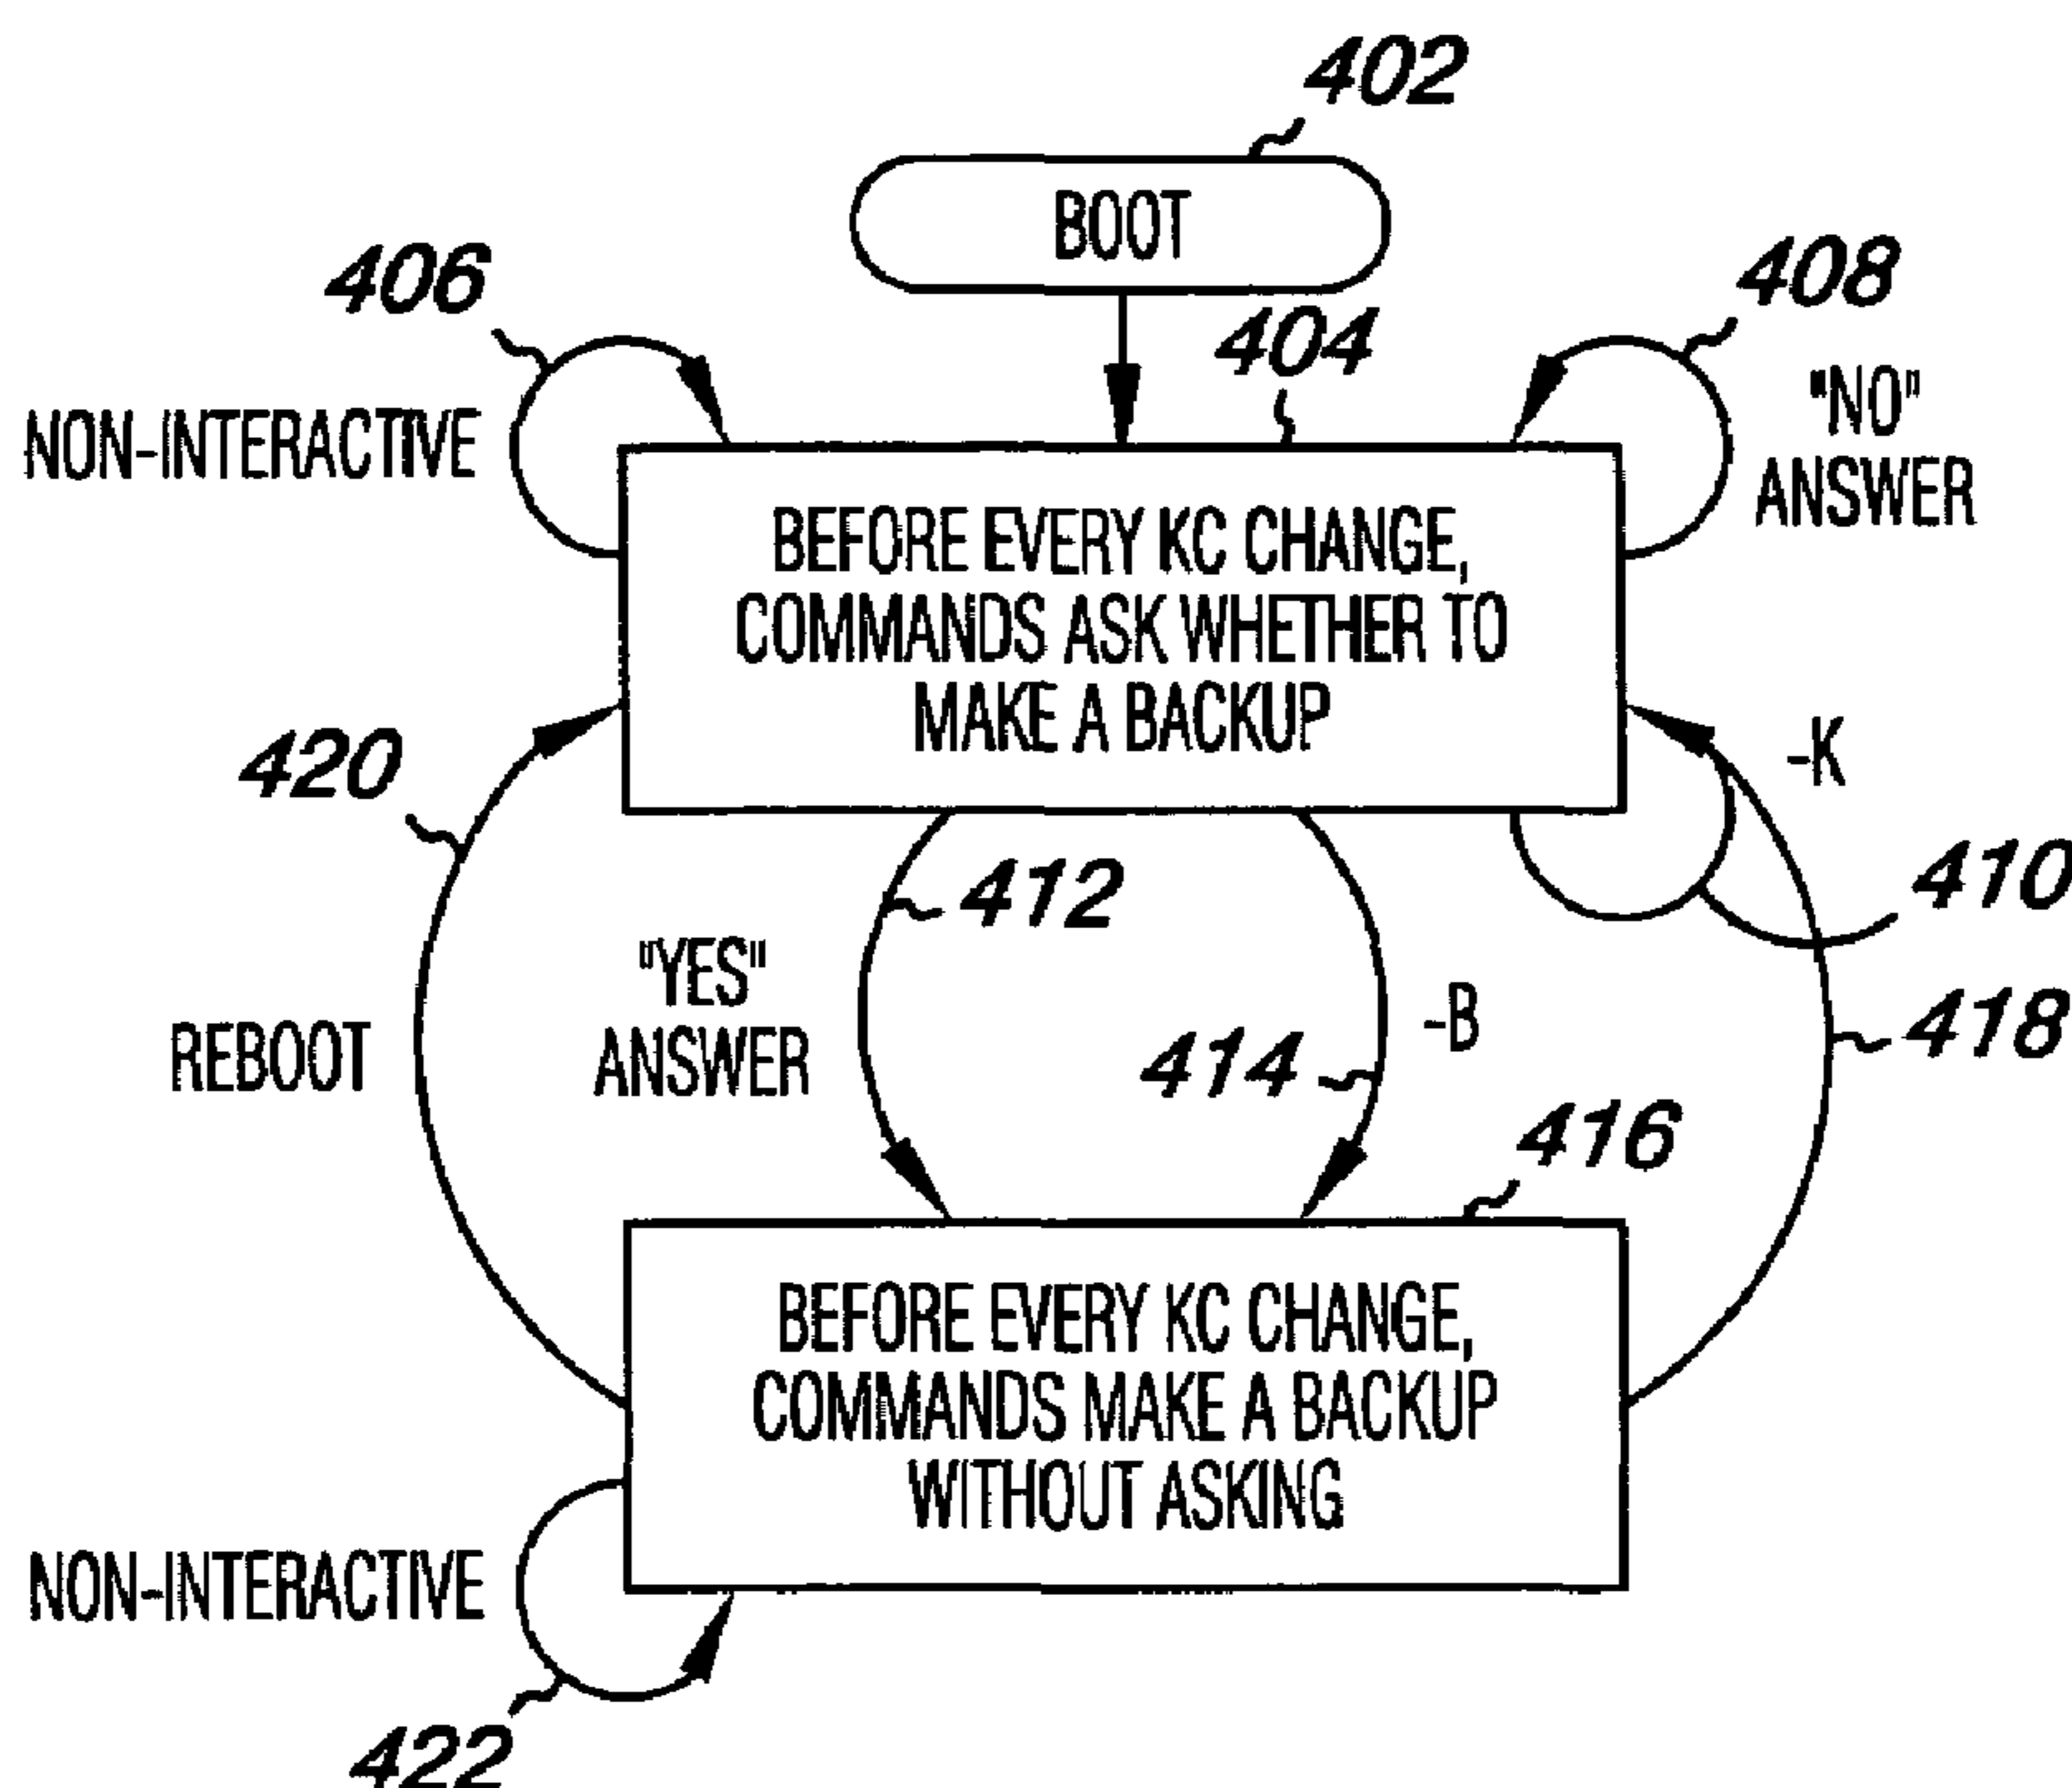 402
BOOT
406
404
408
NON-INTERACTIVE
"NO"
ANSWER
BEFORE EVERY KC CHANGE,
COMMANDS ASK WHETHER TO
MAKE A BACKUP
420
-K
412
410
"YES"
ANSWER
REBOOT
-B
414
418
416
BEFORE EVERY KC CHANGE,
COMMANDS MAKE A BACKUP
WITHOUT ASKING
NON-INTERACTIVE
422